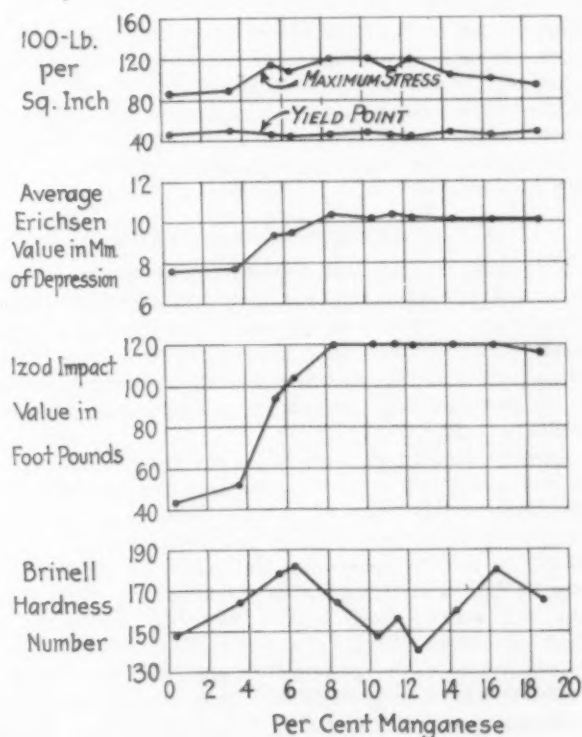 100-Lb.
per
Sq. Inch
160
120
80
40
MAXIMUM STRESS
YIELD POINT
Average
Erichsen
Value in Mm.
of Depression
12
10
8
6
Izod Impact
Value in
Foot Pounds
120
100
80
60
40
Brinell
Hardness
Number
190
170
150
130
0 2 4 6 8 10 12 14 16 18 20
Per Cent Manganese